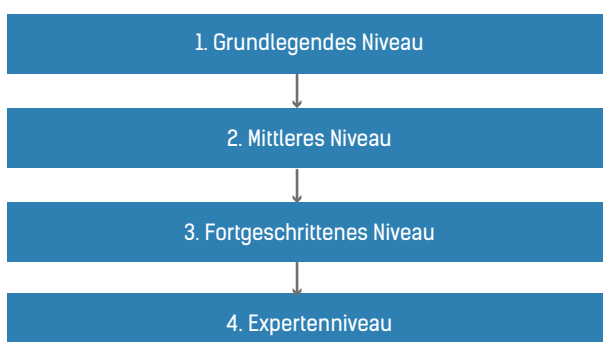 1. Grundlegendes Niveau
2. Mittleres Niveau
3. Fortgeschrittenes Niveau
4. Expertenniveau